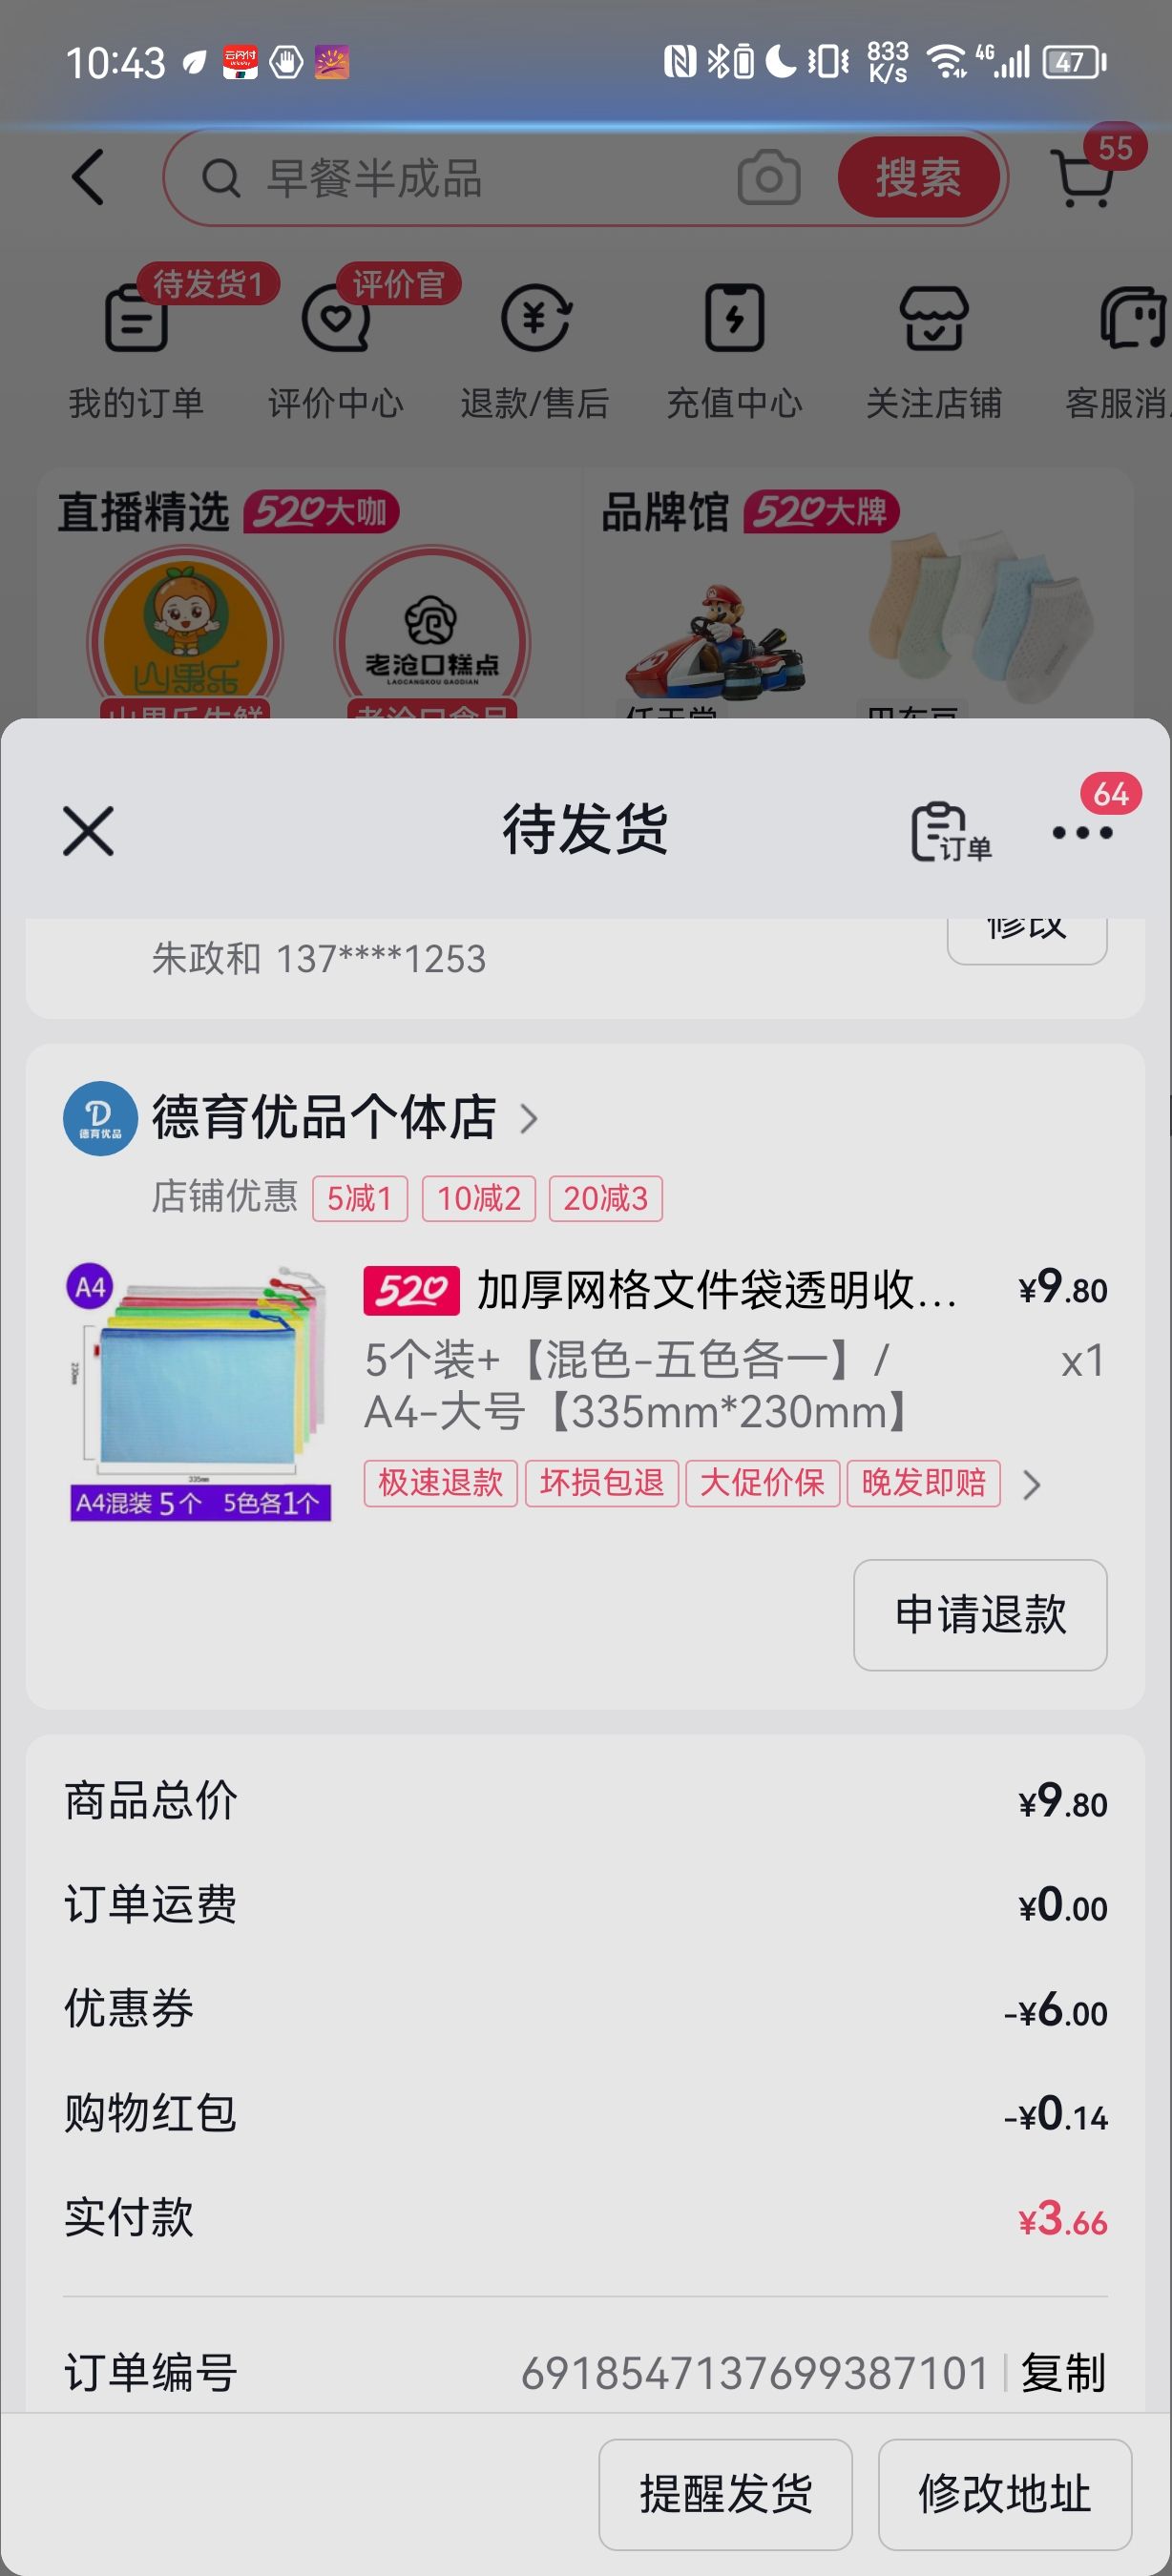 10:43
833
K/s
4G
47
早餐半成品
搜索
55
待发货1
评价官
我的订单
评价中心
退款/售后
充值中心
关注店铺
客服消
直播精选 520大咖
品牌馆 520大牌
山果乐
老沧口糕点
LAOCANGKOU GAODIAN
待发货
订单
64
修改
朱政和 137****1253
德育优品
德育优品个体店
店铺优惠 5减1 10减2 20减3
A4
230mm
335mm
A4混装 5个 5色各1个
520 加厚网格文件袋透明收... ¥9.80
5个装+【混色-五色各一】/ x1
A4-大号【335mm*230mm】
极速退款 坏损包退 大促价保 晚发即赔
申请退款
商品总价 ¥9.80
订单运费 ¥0.00
优惠券 -¥6.00
购物红包 -¥0.14
实付款 ¥3.66
订单编号 6918547137699387101 复制
提醒发货 修改地址